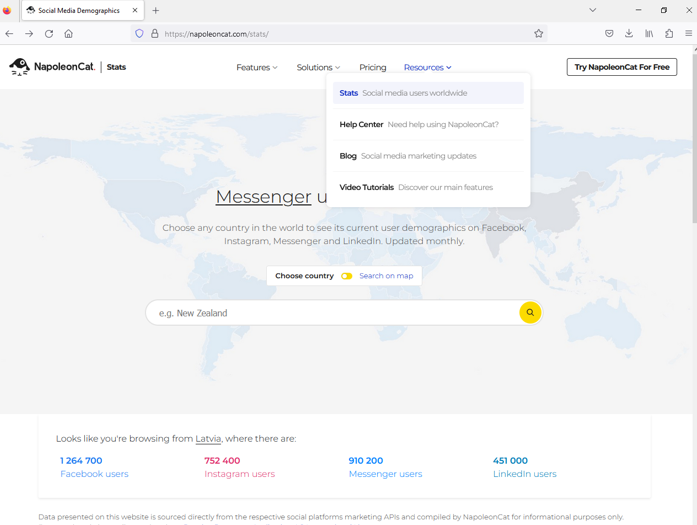 Social Media Demographics
https://napoleoncat.com/stats/
NapoleonCat. | Stats
Features
Solutions
Pricing
Resources
Try NapoleonCat For Free
Stats Social media users worldwide
Help Center Need help using NapoleonCat?
Blog Social media marketing updates
Video Tutorials Discover our main features
Messenger u
Choose any country in the world to see its current user demographics on Facebook,
Instagram, Messenger and LinkedIn. Updated monthly.
Choose country
Search on map
e.g. New Zealand
Looks like you're browsing from Latvia, where there are:
1 264 700
752 400
910 200
451 000
Facebook users
Instagram users
Messenger users
LinkedIn users
Data presented on this website is sourced directly from the respective social platforms marketing APIs and compiled by NapoleonCat for informational purposes only.